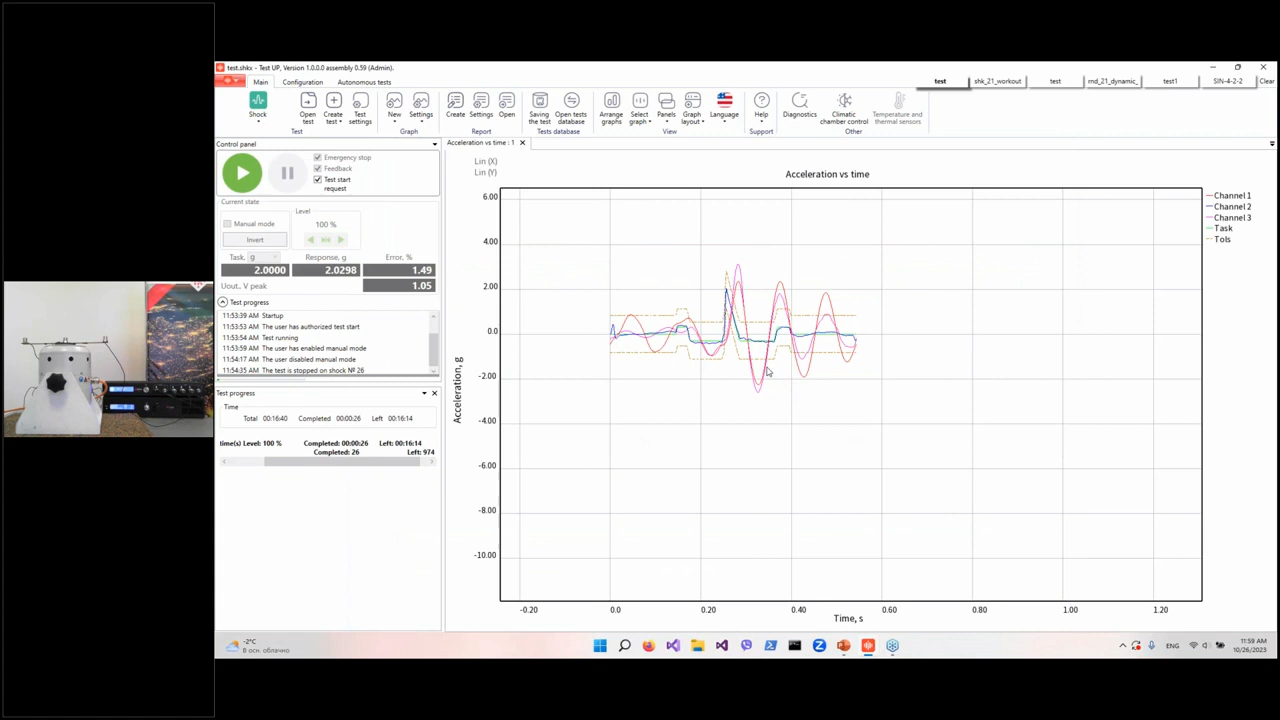 test.shkx - Test UP, Version 1.0.0.0 assembly 0.59 (Admin).
Main Configuration Autonomous tests
test shk_21_workout test rnd_21_dynamic_ test1 SIN-4-2-2 Clear
Shock Open test Create test Test settings New Settings Create Settings Open Saving the test Open tests database Arrange graphs Select graph Panels Graph layout Language Help Diagnostics Climatic chamber control Temperature and thermal sensors
Test Graph Report Tests database View Support Other
Control panel
Emergency stop
Feedback
Test start request
Current state
Manual mode
Invert
Level
100 %
Task, g Response, g Error, %
2.0000 2.0298 1.49
Uout., V peak 1.05
Test progress
11:53:39 AM Startup
11:53:53 AM The user has authorized test start
11:53:54 AM Test running
11:53:59 AM The user has enabled manual mode
11:54:17 AM The user disabled manual mode
11:54:35 AM The test is stopped on shock № 26
Test progress
Time
Total 00:16:40 Completed 00:00:26 Left 00:16:14
time(s) Level: 100 % Completed: 00:00:26 Left: 00:16:14
Completed: 26 Left: 974
Acceleration vs time : 1
Lin (X)
Lin (Y)
Acceleration vs time
6.00
4.00
2.00
0.0
-2.00
-4.00
-6.00
-8.00
-10.00
Acceleration, g
-0.20 0.0 0.20 0.40 0.60 0.80 1.00 1.20
Time, s
Channel 1
Channel 2
Channel 3
Task
Tols
-2°C
В осн. облачно
ENG
11:59 AM
10/26/2023